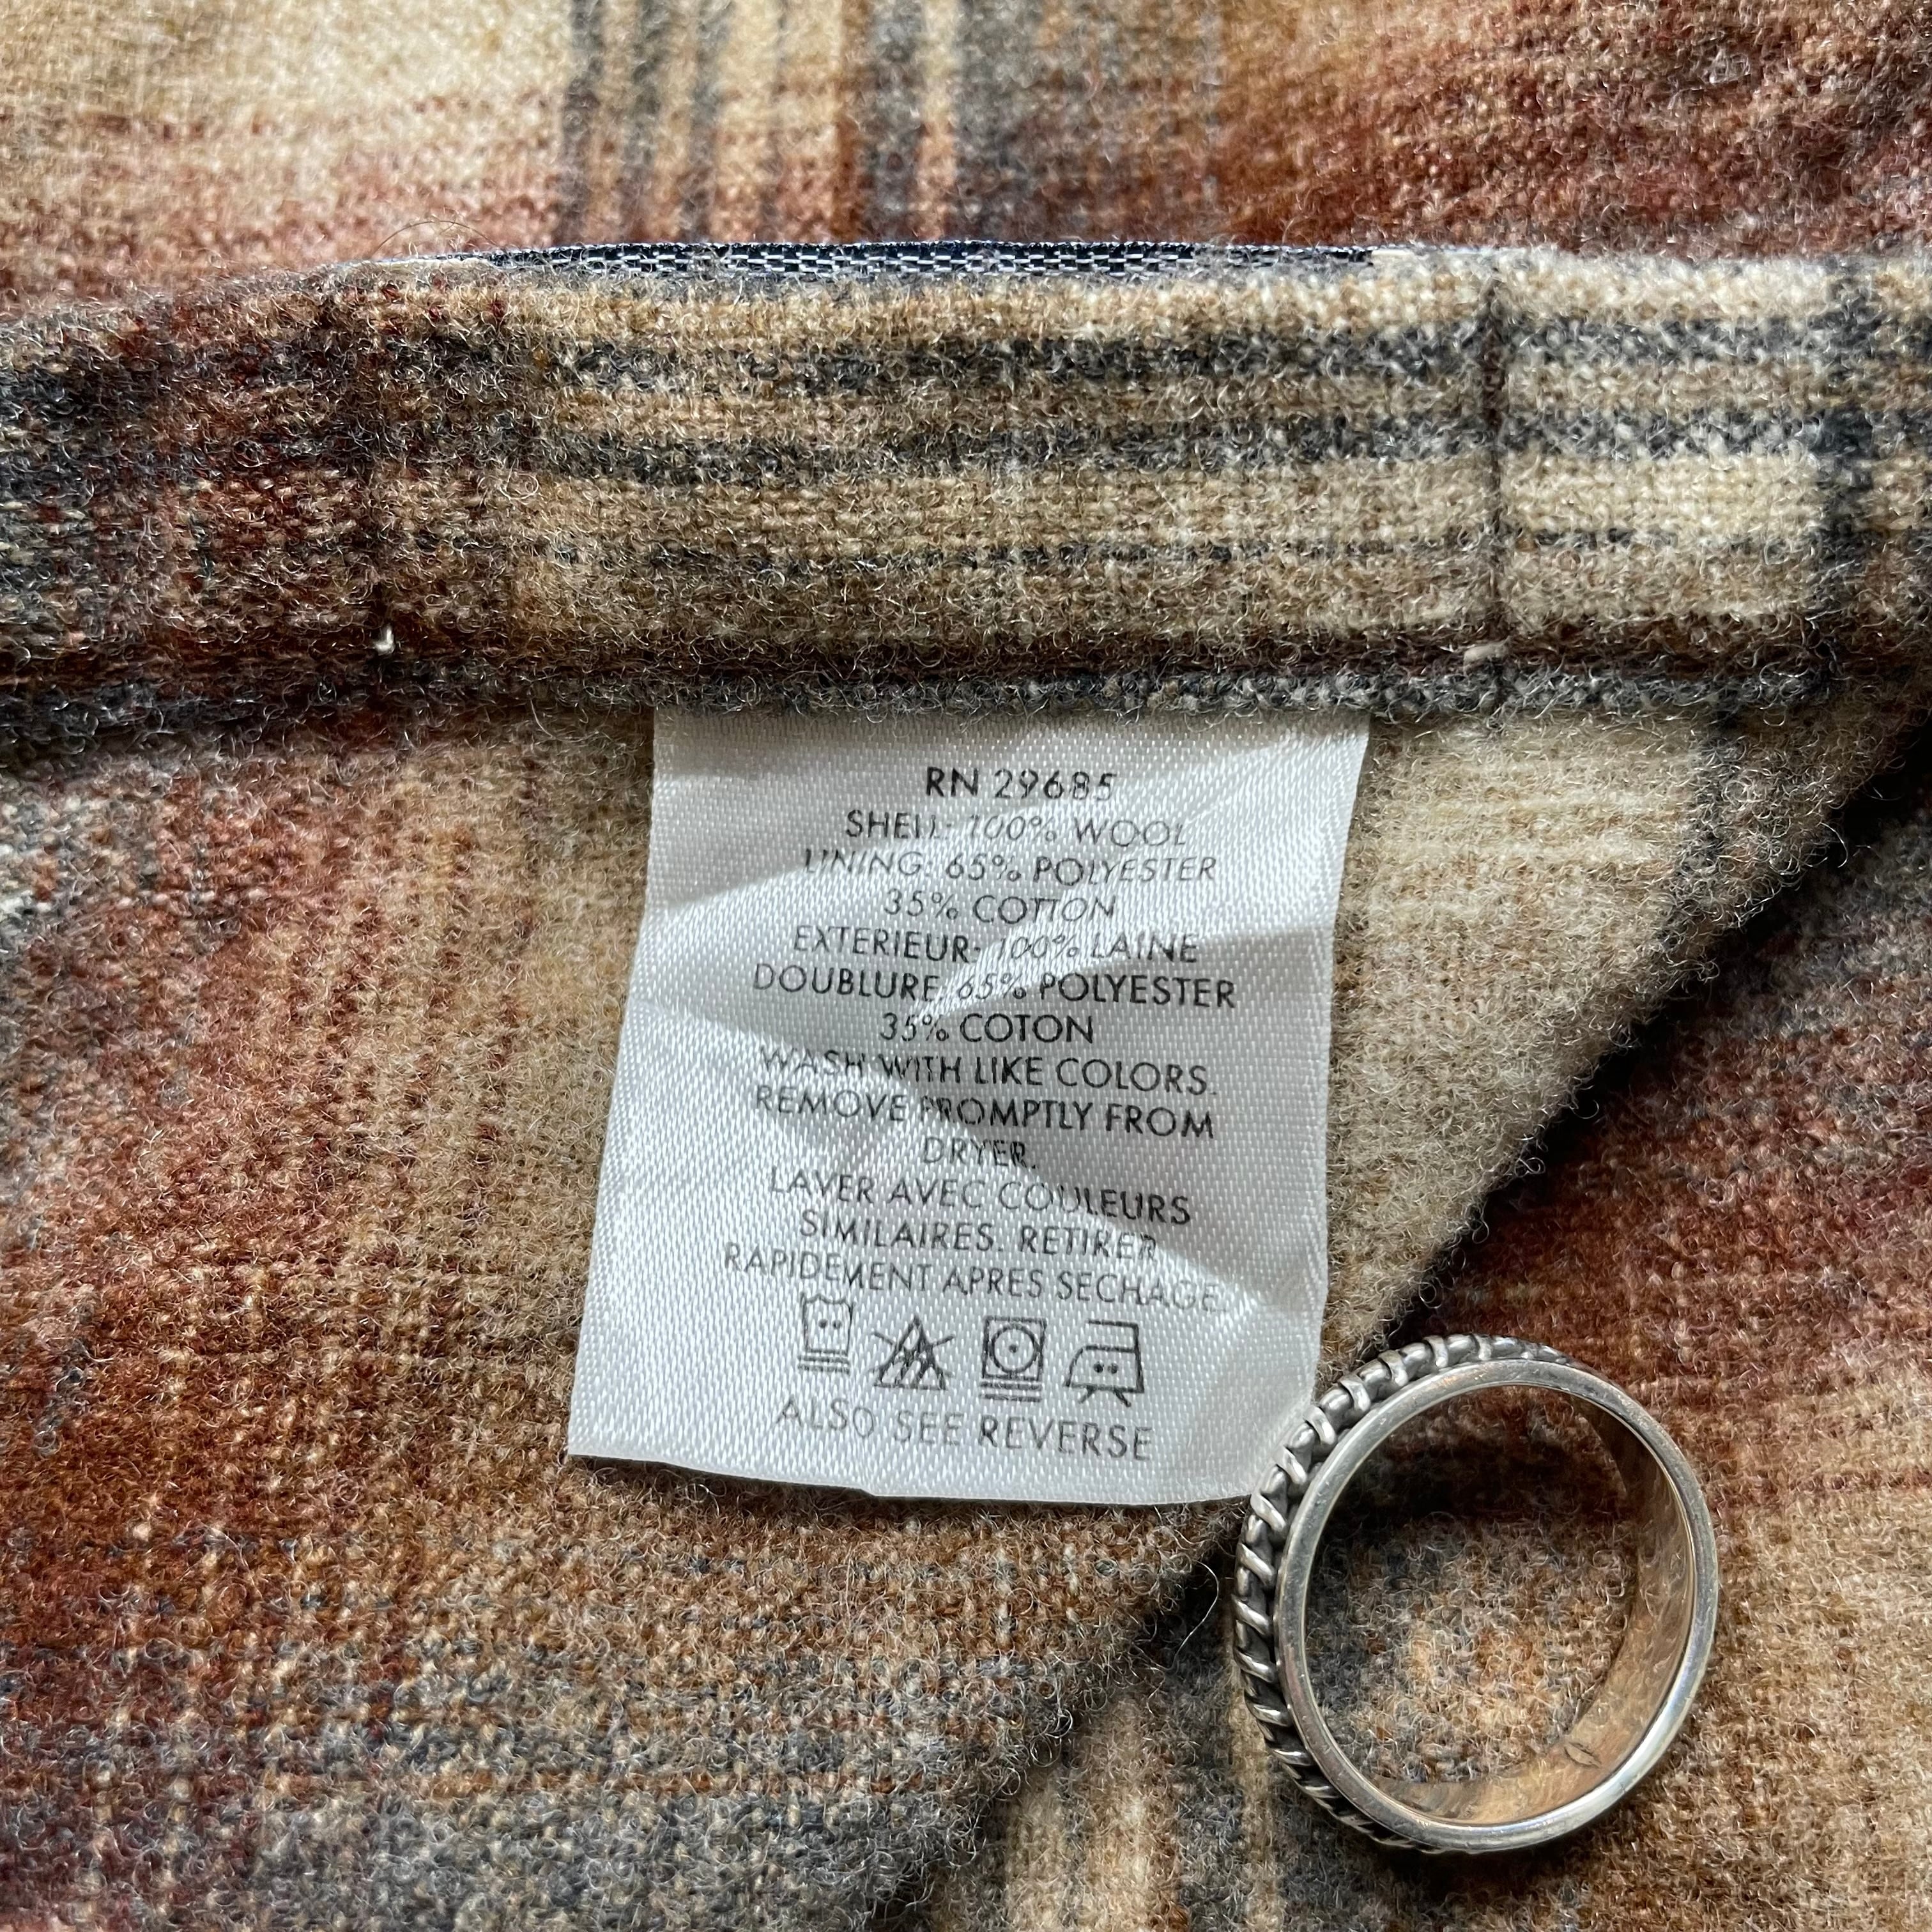 RN 29685
SHELL: 100% WOOL
LINING: 65% POLYESTER
35% COTTON
EXTERIEUR: 100% LAINE
DOUBLURE: 65% POLYESTER
35% COTON
WASH WITH LIKE COLORS.
REMOVE PROMPTLY FROM
DRYER.
LAVER AVEC COULEURS
SIMILAIRES. RETIRER
RAPIDEMENT APRES SECHAGE.
ALSO SEE REVERSE